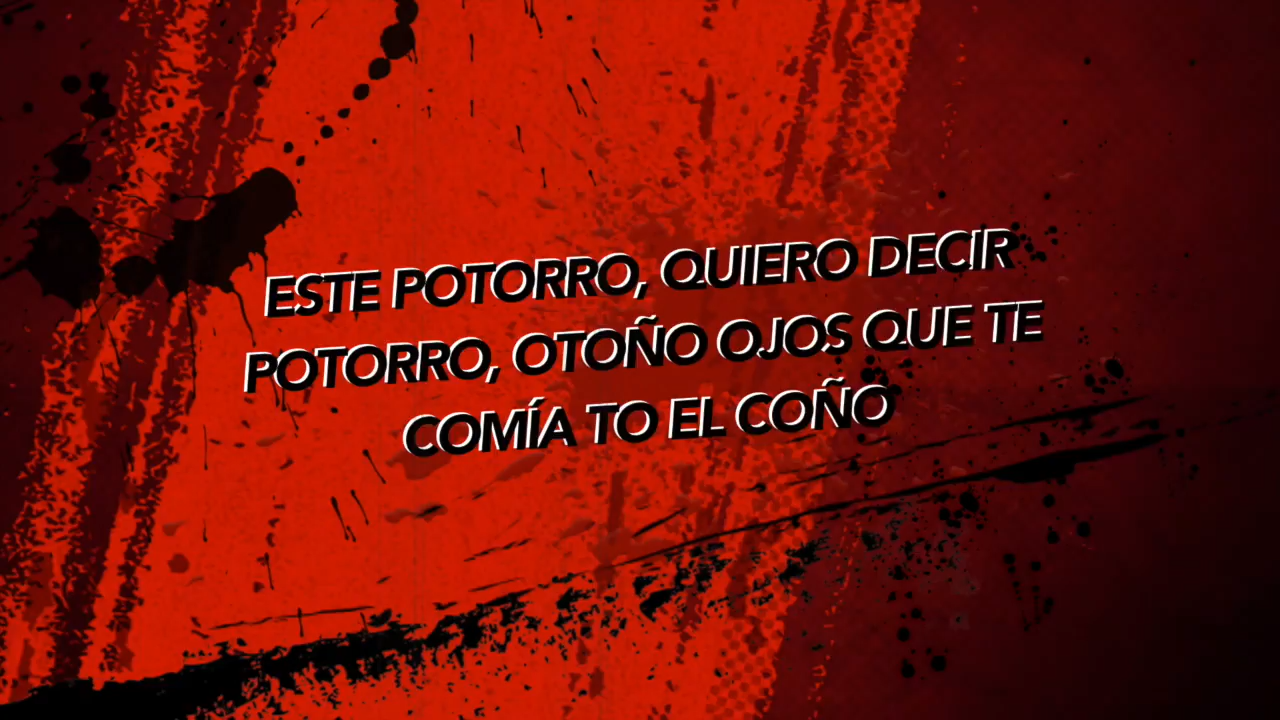 ESTE POTORRO, QUIERO DECIR
POTORRO, OTOÑO OJOS QUE TE
COMÍA TO EL COÑO